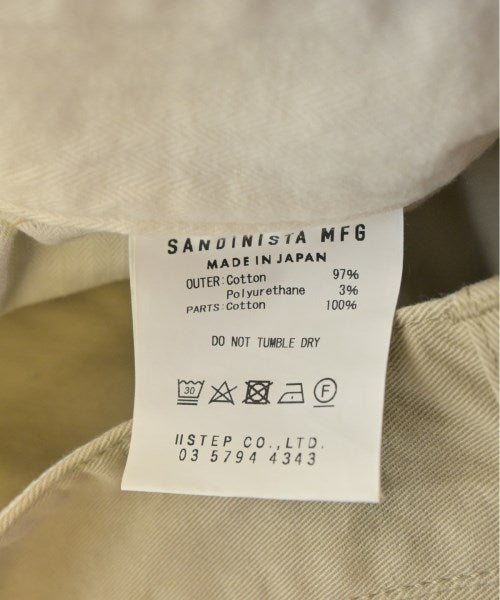 SANDINISTA MFG
MADE IN JAPAN
OUTER:Cotton 97%
Polyurethane 3%
PARTS:Cotton 100%
DO NOT TUMBLE DRY
30 F
IISTEP CO.,LTD.
03 5794 4343